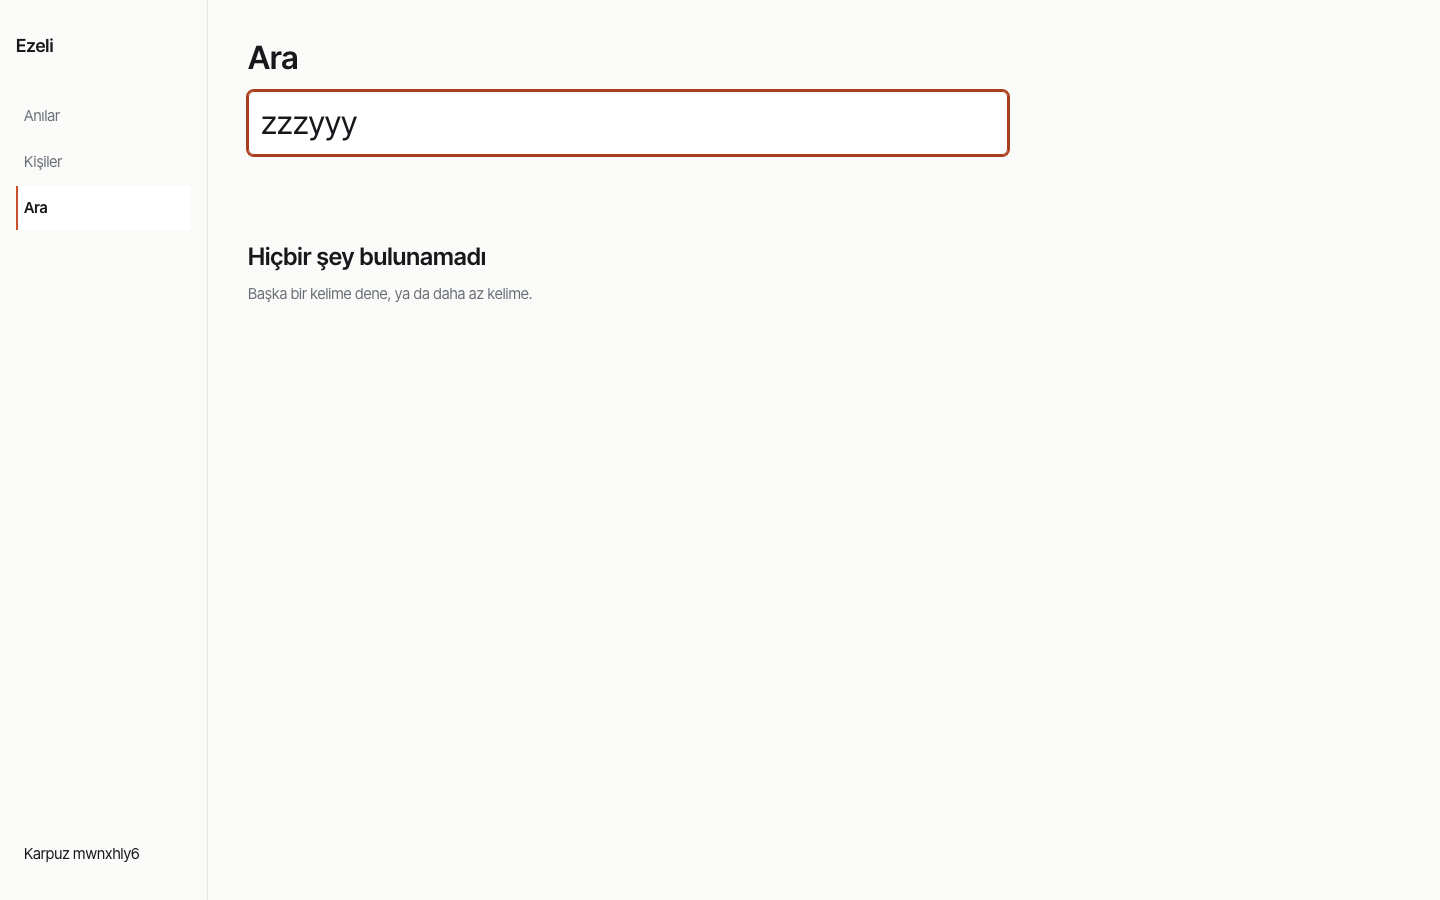 Ezeli
Anılar
Kişiler
Ara
Ara
zzzyyy
Hiçbir şey bulunamadı
Başka bir kelime dene, ya da daha az kelime.
Karpuz mwnxhly6